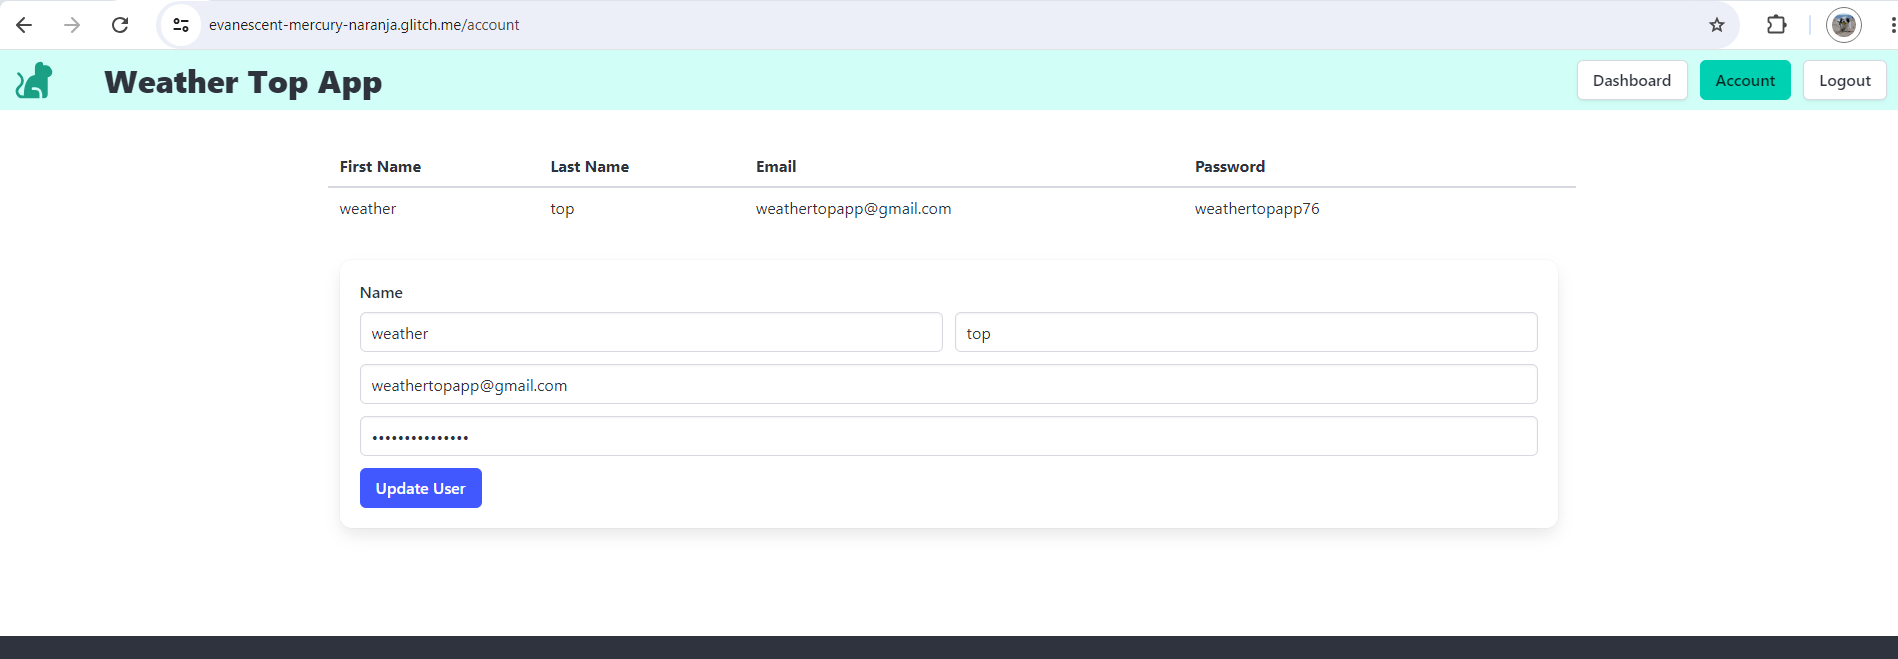 evanescent-mercury-naranja.glitch.me/account
Weather Top App
Dashboard
Account
Logout
First Name Last Name Email Password
weather top weathertopapp@gmail.com weathertopapp76
Name
weather top
weathertopapp@gmail.com
•••••••••••••••
Update User